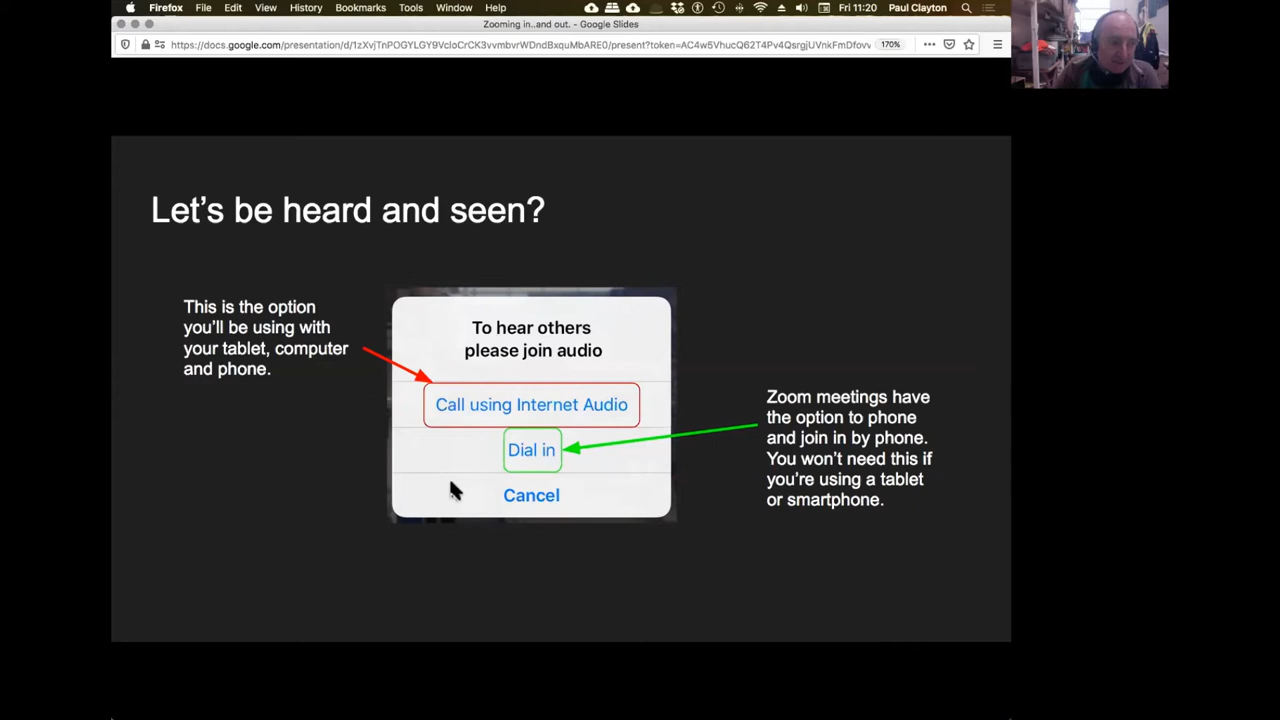 Firefox File Edit View History Bookmarks Tools Window Help Fri 11:20 Paul Clayton
Zooming in..and out. - Google Slides
170%
Let's be heard and seen?
This is the option
you'll be using with
your tablet, computer
and phone.
To hear others
please join audio
Call using Internet Audio
Dial in
Cancel
Zoom meetings have
the option to phone
and join in by phone.
You won't need this if
you're using a tablet
or smartphone.